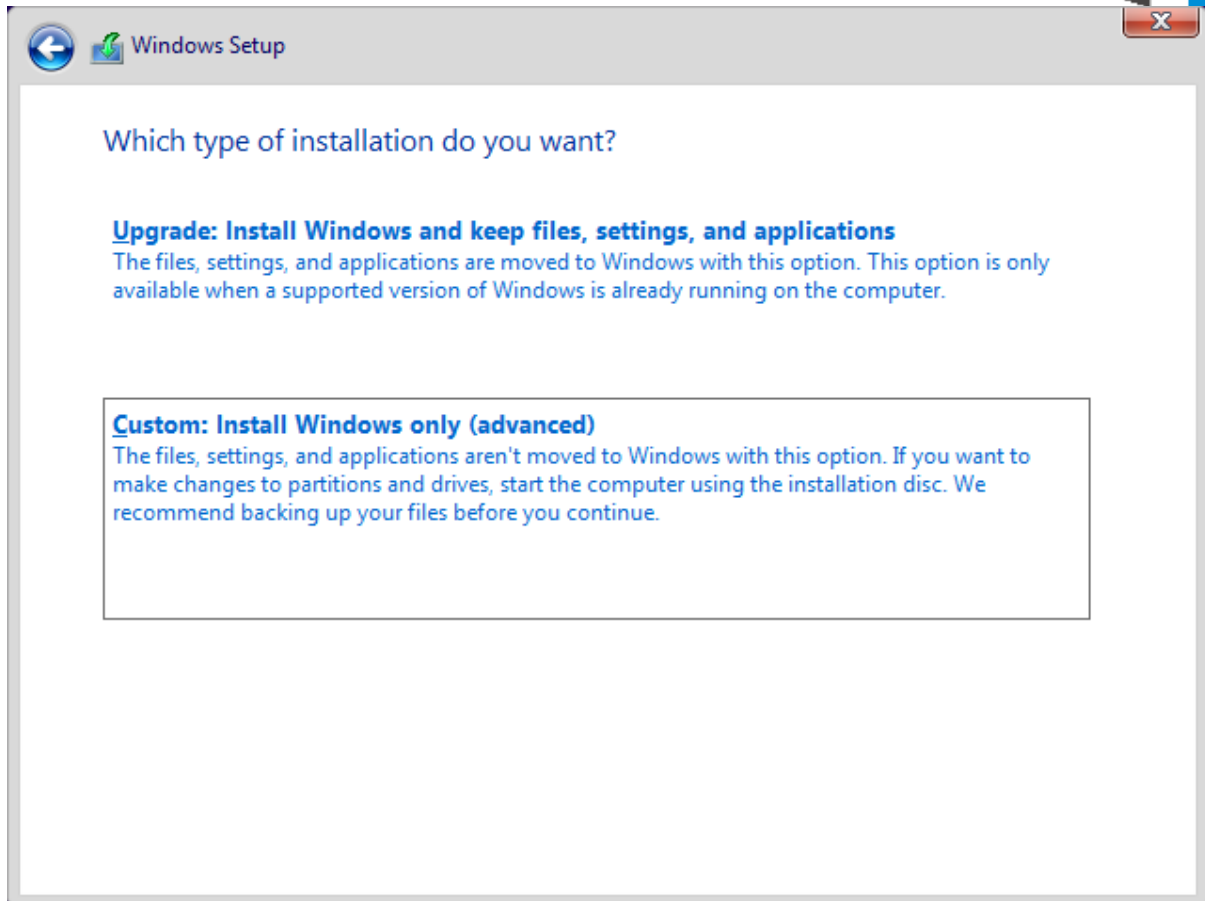 Windows Setup
Which type of installation do you want?
Upgrade: Install Windows and keep files, settings, and applications
The files, settings, and applications are moved to Windows with this option. This option is only
available when a supported version of Windows is already running on the computer.
Custom: Install Windows only (advanced)
The files, settings, and applications aren't moved to Windows with this option. If you want to
make changes to partitions and drives, start the computer using the installation disc. We
recommend backing up your files before you continue.